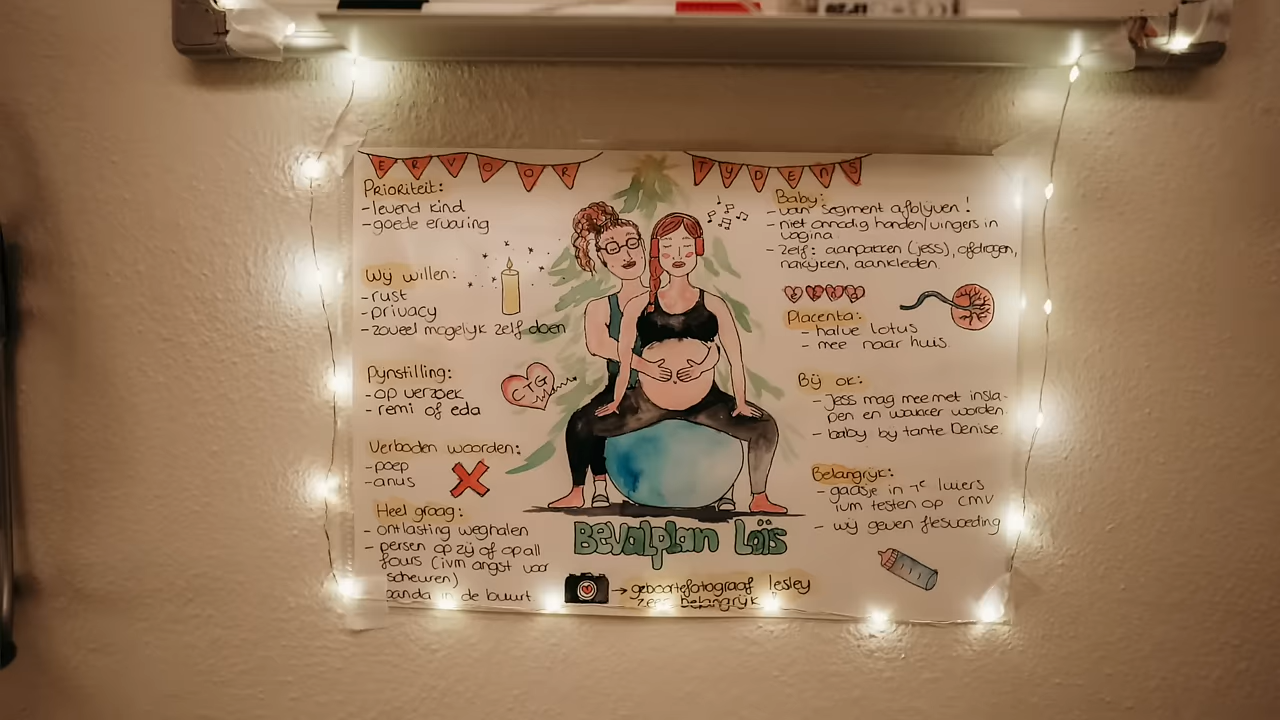 ERVOOR
Prioriteit:
- levend kind
- goede ervaring
Wij willen:
- rust
- privacy
- zoveel mogelijk zelf doen
Pijnstilling:
- op verzoek
- remi of eda
CTG
Verboden woorden:
- poep
- anus
Heel graag:
- ontlasting weghalen
- persen op zij of op all
fours (ivm angst voor
scheuren)
panda in de buurt
Bevalplan Loïs
→ geboortefotograaf lesley
zeer belangrijk
TIJDENS
Baby:
- van segment afblijven!
- niet onnodig handen/vingers in
vagina
- Zelf: aanpakken (jess), afdrogen,
nakijken, aankleden.
Placenta:
- halve lotus
- mee naar huis.
Bij ok:
- Jess mag mee met insla-
pen en wakker worden.
- baby bij tante Denise.
Belangrijk:
- gaasje in 1e luiers
ivm testen op CMV
- wij geven flesvoeding